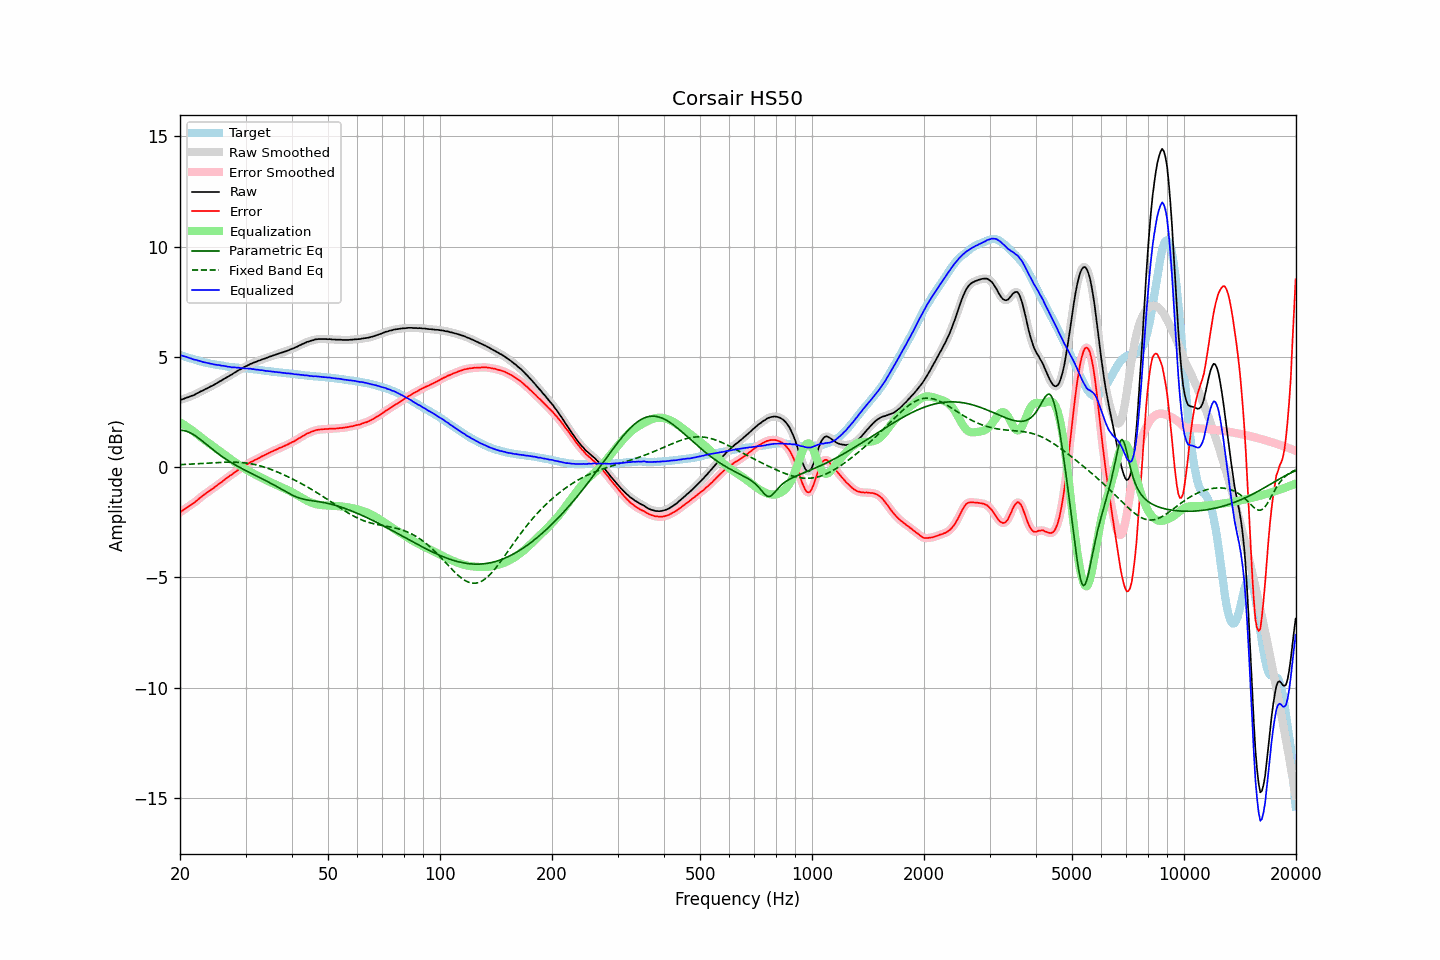 Corsair HS50
Target
Raw Smoothed
Error Smoothed
Raw
Error
Equalization
Parametric Eq
Fixed Band Eq
Equalized
15
10
5
0
−5
−10
−15
Amplitude (dBr)
20 50 100 200 500 1000 2000 5000 10000 20000
Frequency (Hz)